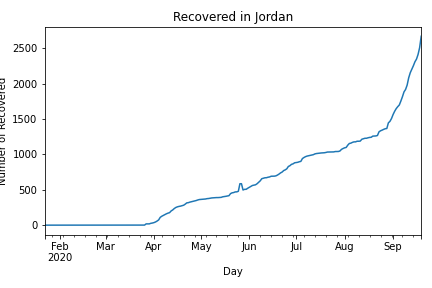 Recovered in Jordan
Number of Recovered
2500
2000
1500
1000
500
0
Feb Mar Apr May Jun Jul Aug Sep
2020
Day